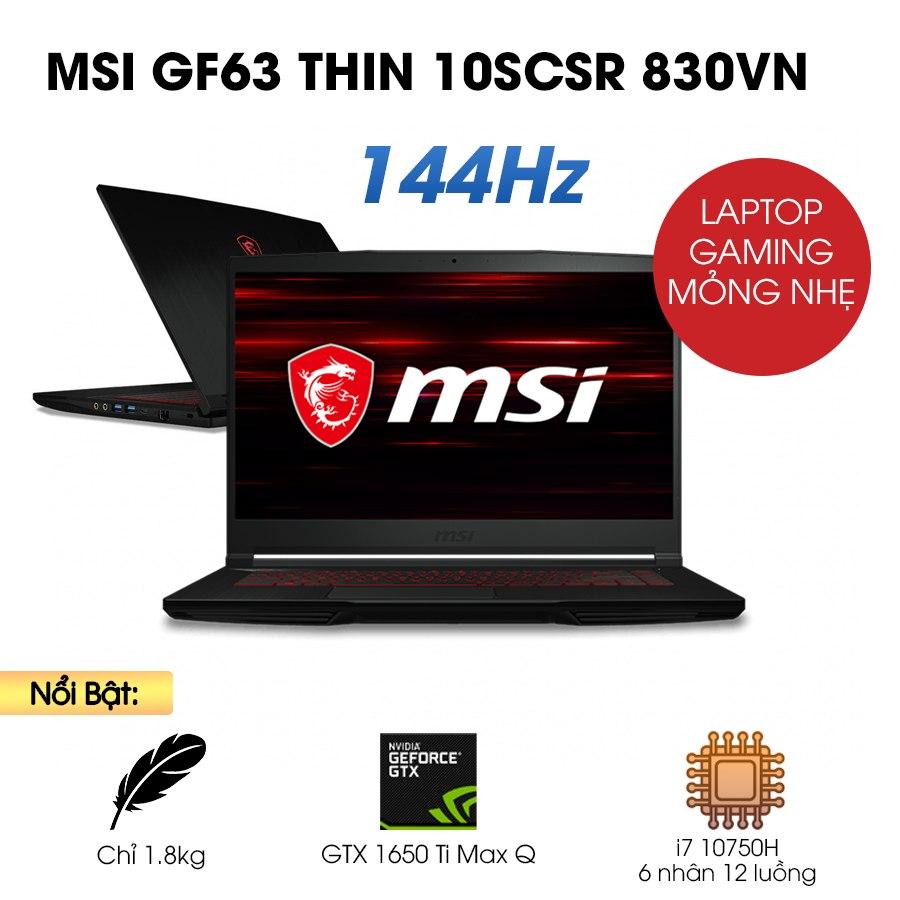 MSI GF63 THIN 10SCSR 830VN
144Hz
LAPTOP
GAMING
MỎNG NHẸ
msi
msi
Nổi Bật:
Chỉ 1.8kg
NVIDIA
GEFORCE
GTX
GTX 1650 Ti Max Q
i7 10750H
6 nhân 12 luồng